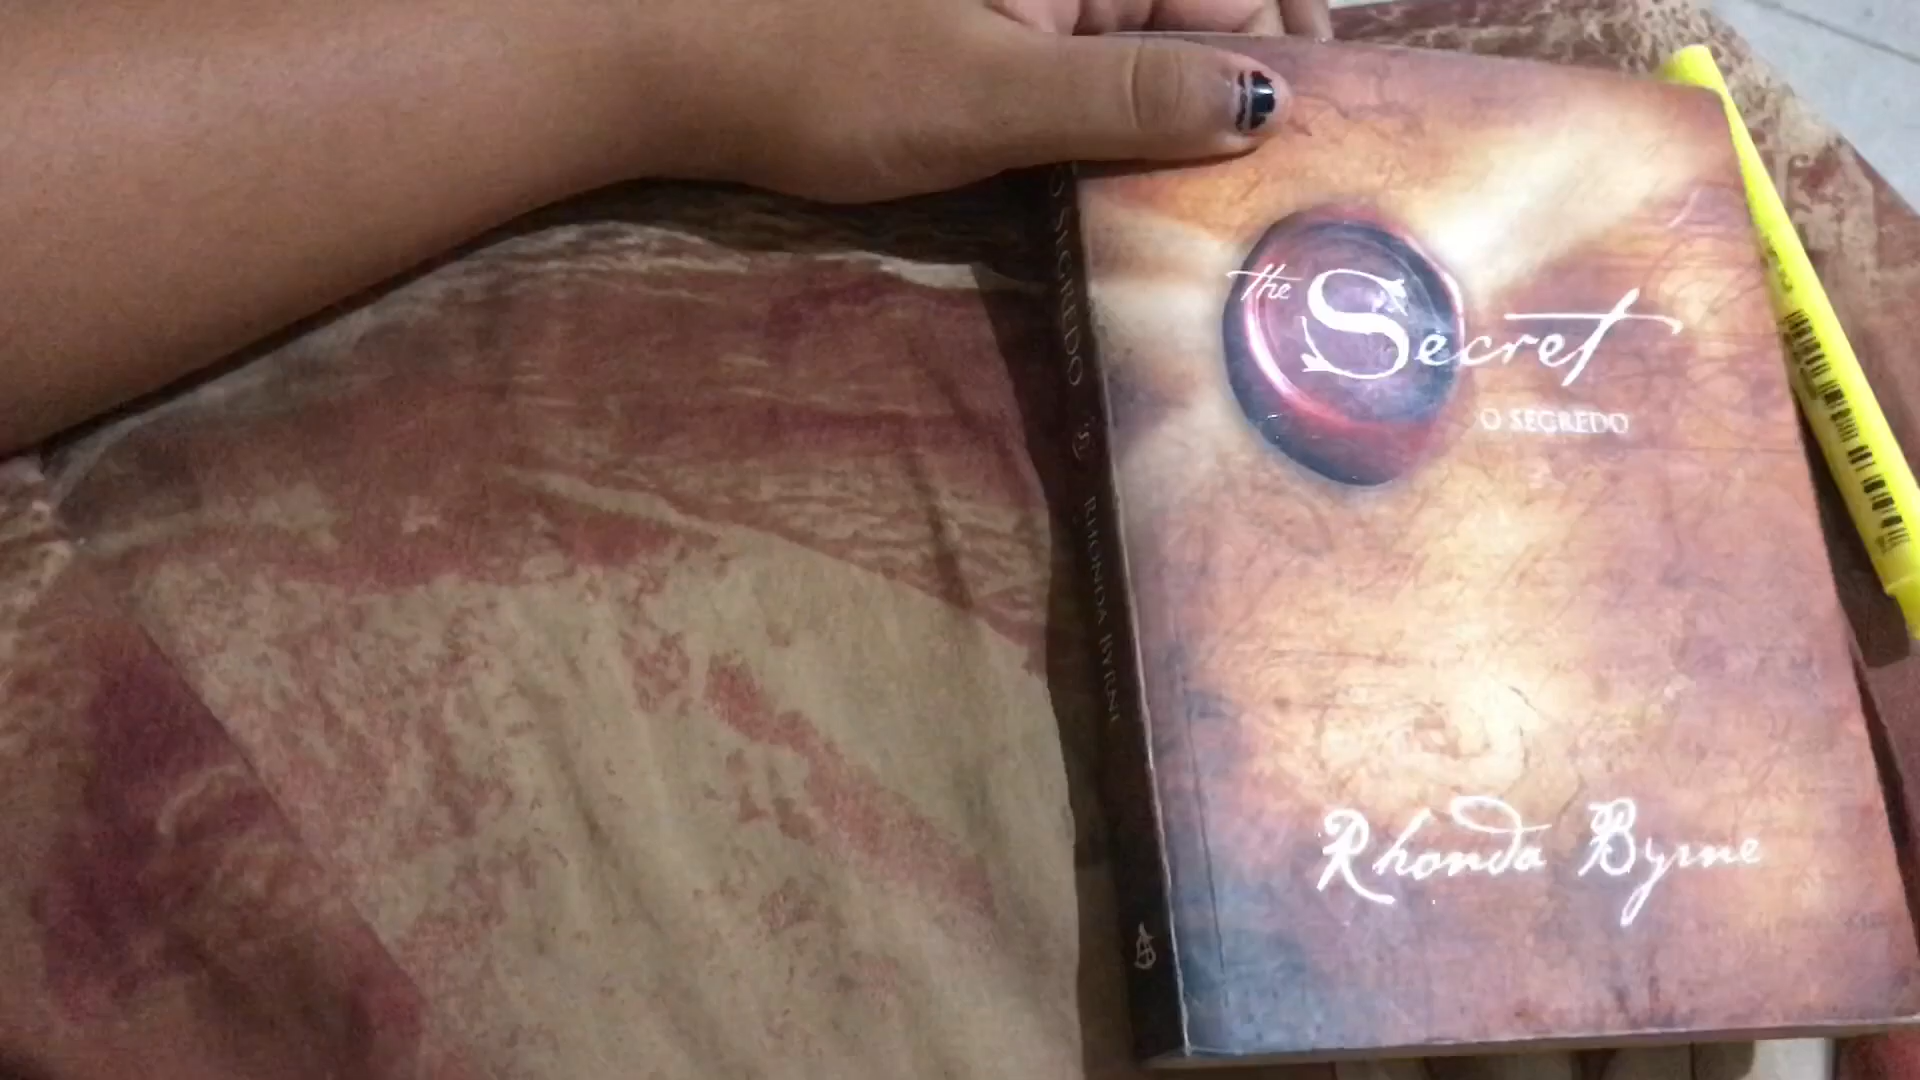 the Secret
O SEGREDO
Rhonda Byrne
O SEGREDO RHONDA BYRNE